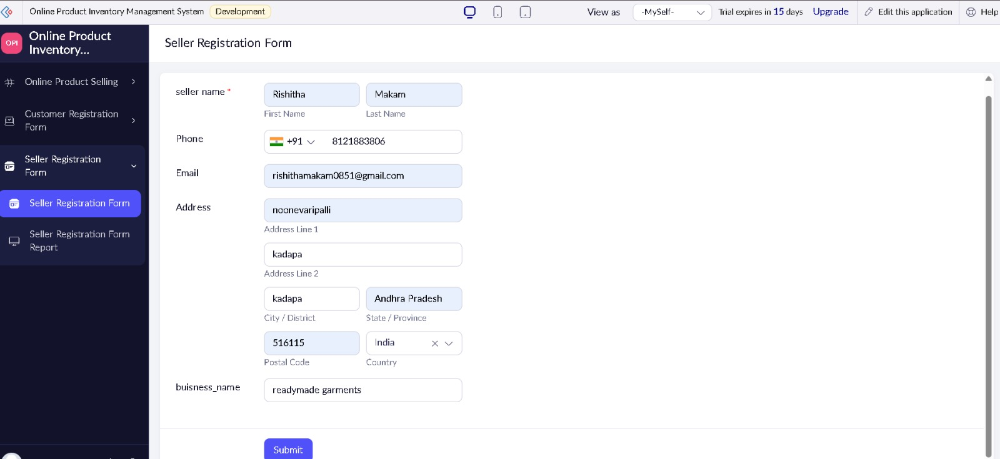 Online Product Inventory Management System Development View as -MySelf- Trial expires in 15 days Upgrade Edit this application Help
OPI Online Product
Inventory...
Seller Registration Form
Online Product Selling
Customer Registration
Form
Seller Registration
Form
Seller Registration Form
Seller Registration Form
Report
seller name * Rishitha Makam
First Name Last Name
Phone +91 8121883806
Email rishithamakam0851@gmail.com
Address noonevaripalli
Address Line 1
kadapa
Address Line 2
kadapa Andhra Pradesh
City / District State / Province
516115 India
Postal Code Country
buisness_name readymade garments
Submit